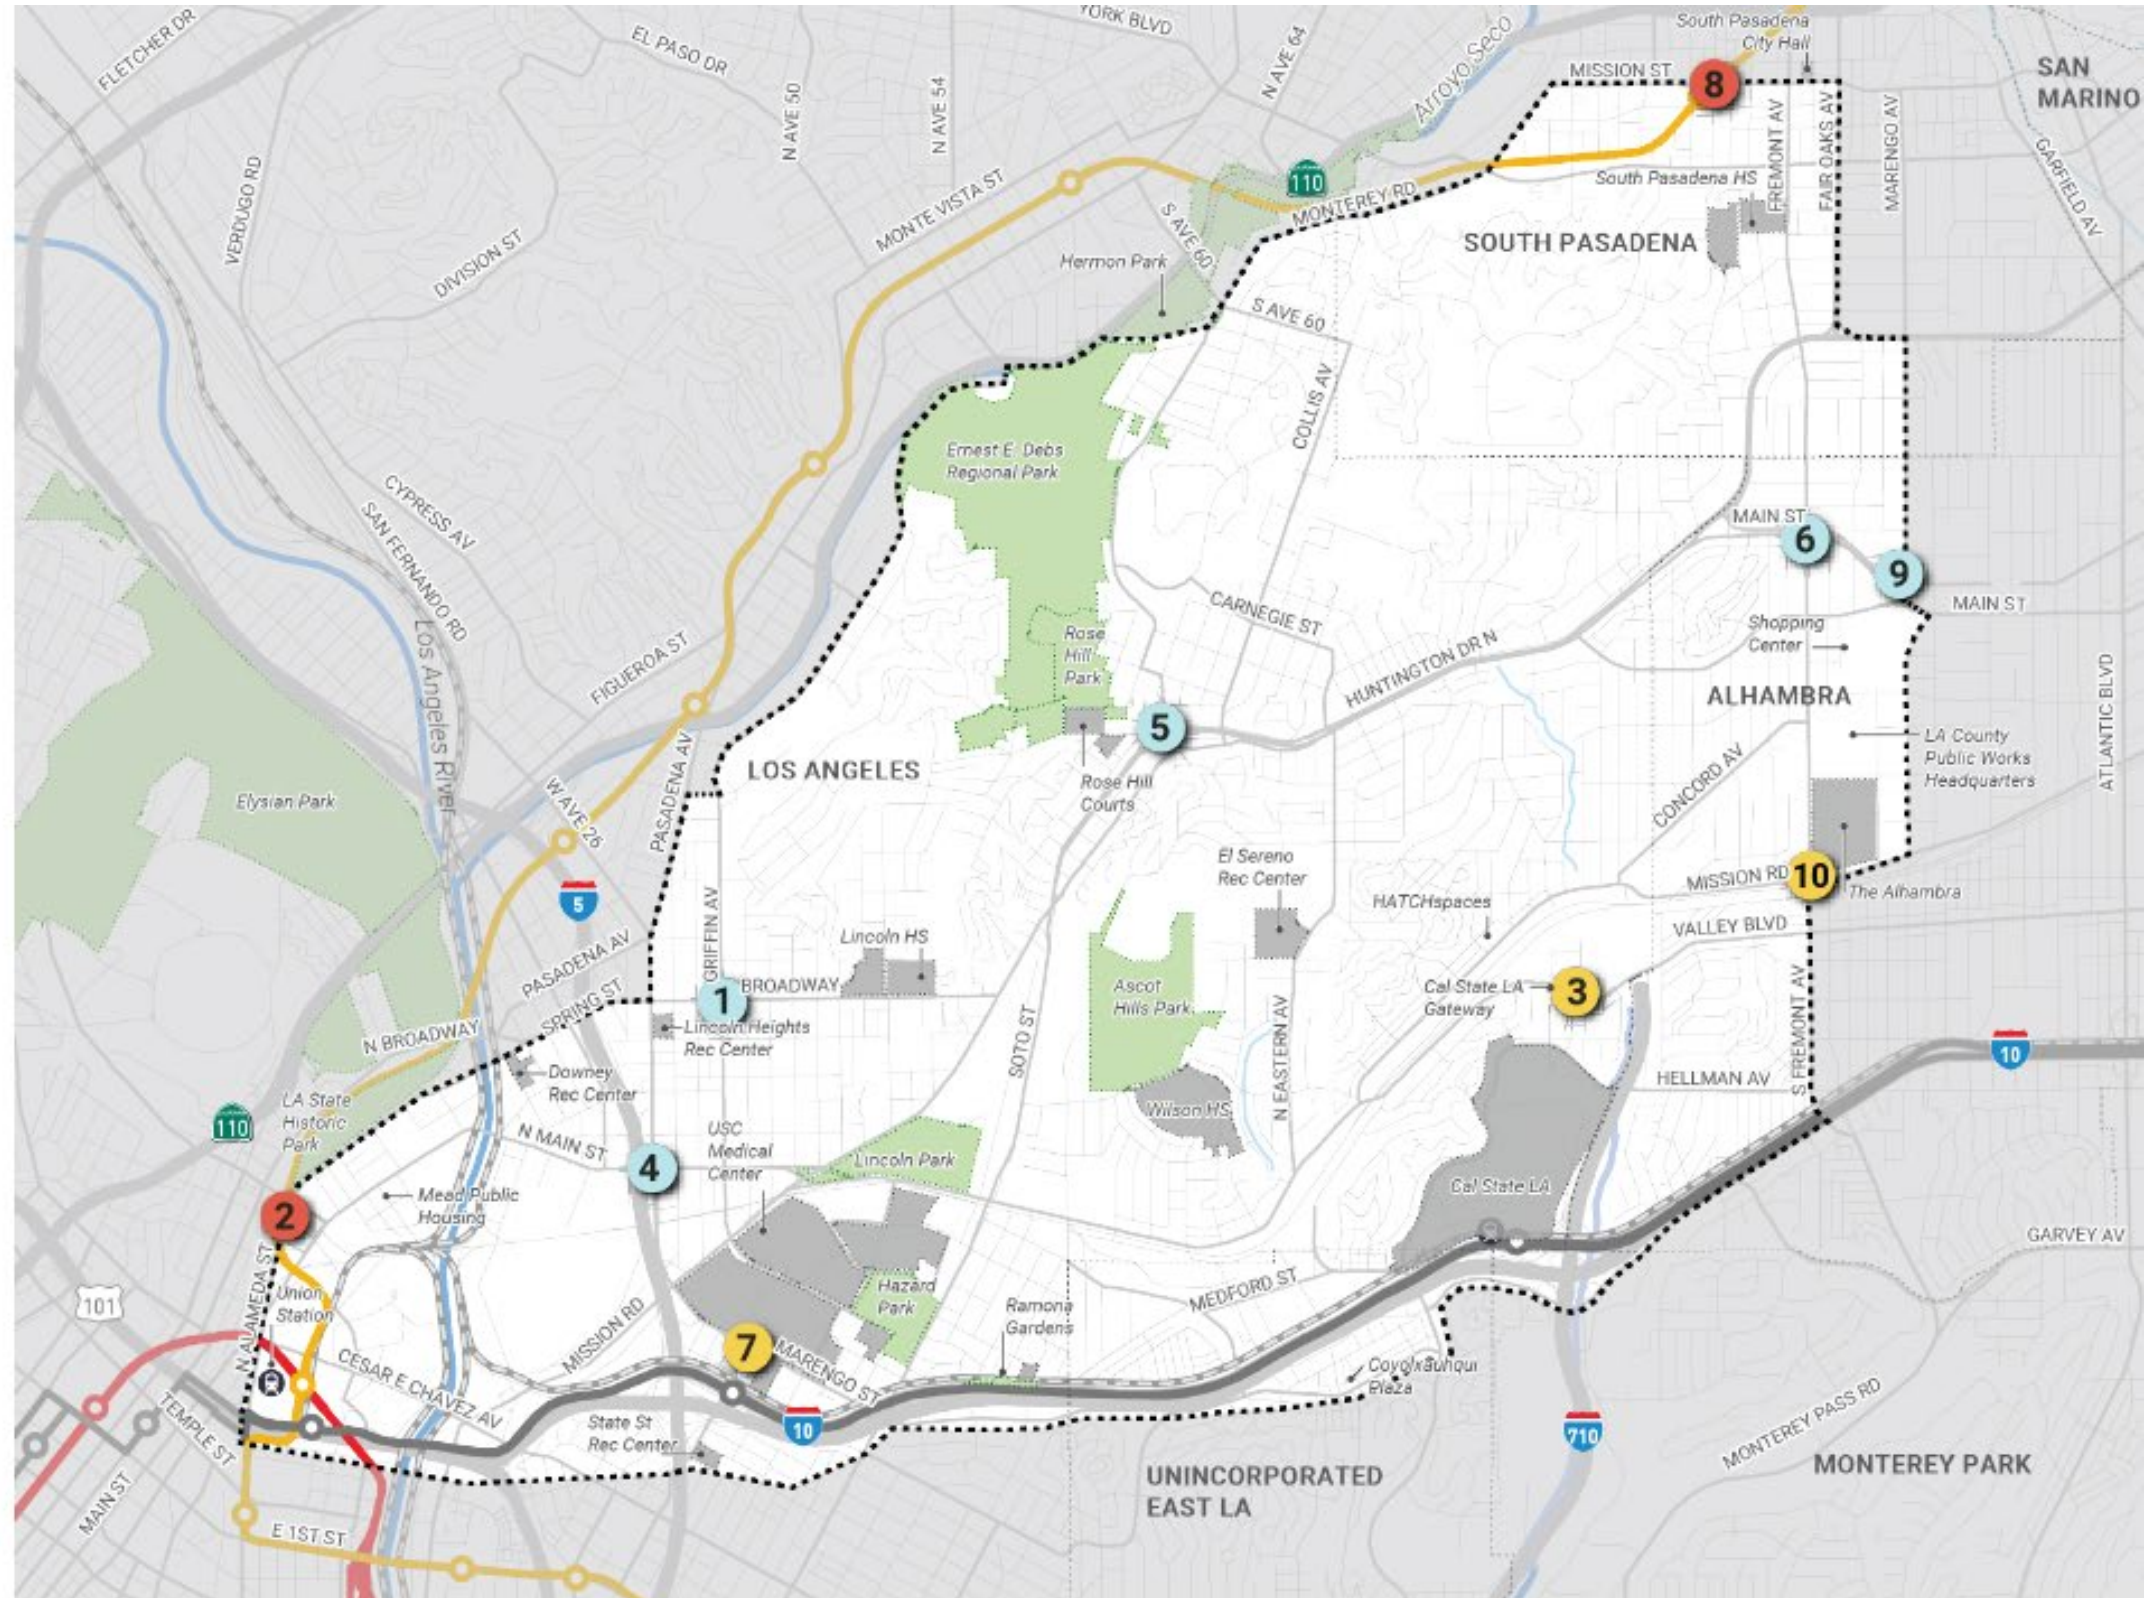 FLETCHER DR
EL PASO DR
YORK BLVD
N AVE 64
Arroyo Seco
South Pasadena
City Hall
MISSION ST
8
SAN
MARINO
N AVE 50
N AVE 54
VERDUGO RD
DIVISION ST
MONTE VISTA ST
110
MONTEREY RD
S AVE 60
South Pasadena HS
FREMONT AV
FAIR OAKS AV
MARENGO AV
GARFIELD AV
SOUTH PASADENA
Hermon Park
S AVE 60
COLLIS AV
Ernest E. Debs
Regional Park
CYPRESS AV
SAN FERNANDO RD
Los Angeles River
FIGUEROA ST
MAIN ST
6
9
MAIN ST
CARNEGIE ST
HUNTINGTON DR N
Rose
Hill
Park
Shopping
Center
ALHAMBRA
ATLANTIC BLVD
5
LOS ANGELES
Rose Hill
Courts
LA County
Public Works
Headquarters
CONCORD AV
Elysian Park
W AVE 26
PASADENA AV
5
El Sereno
Rec Center
HATCHspaces
MISSION RD
10
The Alhambra
VALLEY BLVD
GRIFFIN AV
Lincoln HS
PASADENA AV
SPRING ST
1
BROADWAY
Lincoln Heights
Rec Center
Ascot
Hills Park
Cal State LA
Gateway
3
N BROADWAY
Downey
Rec Center
SOTO ST
N EASTERN AV
S FREMONT AV
HELLMAN AV
10
LA State
Historic
Park
110
N MAIN ST
USC
Medical
Center
Wilson HS
4
Lincoln Park
Cal State LA
2
Mead Public
Housing
GARVEY AV
N ALAMEDA ST
Union
Station
101
Hazard
Park
Ramona
Gardens
MEDFORD ST
MISSION RD
7
MARENGO ST
CESAR E CHAVEZ AV
Coyolxauhqui
Plaza
TEMPLE ST
State St
Rec Center
10
710
MONTEREY PASS RD
MAIN ST
UNINCORPORATED
EAST LA
MONTEREY PARK
E 1ST ST